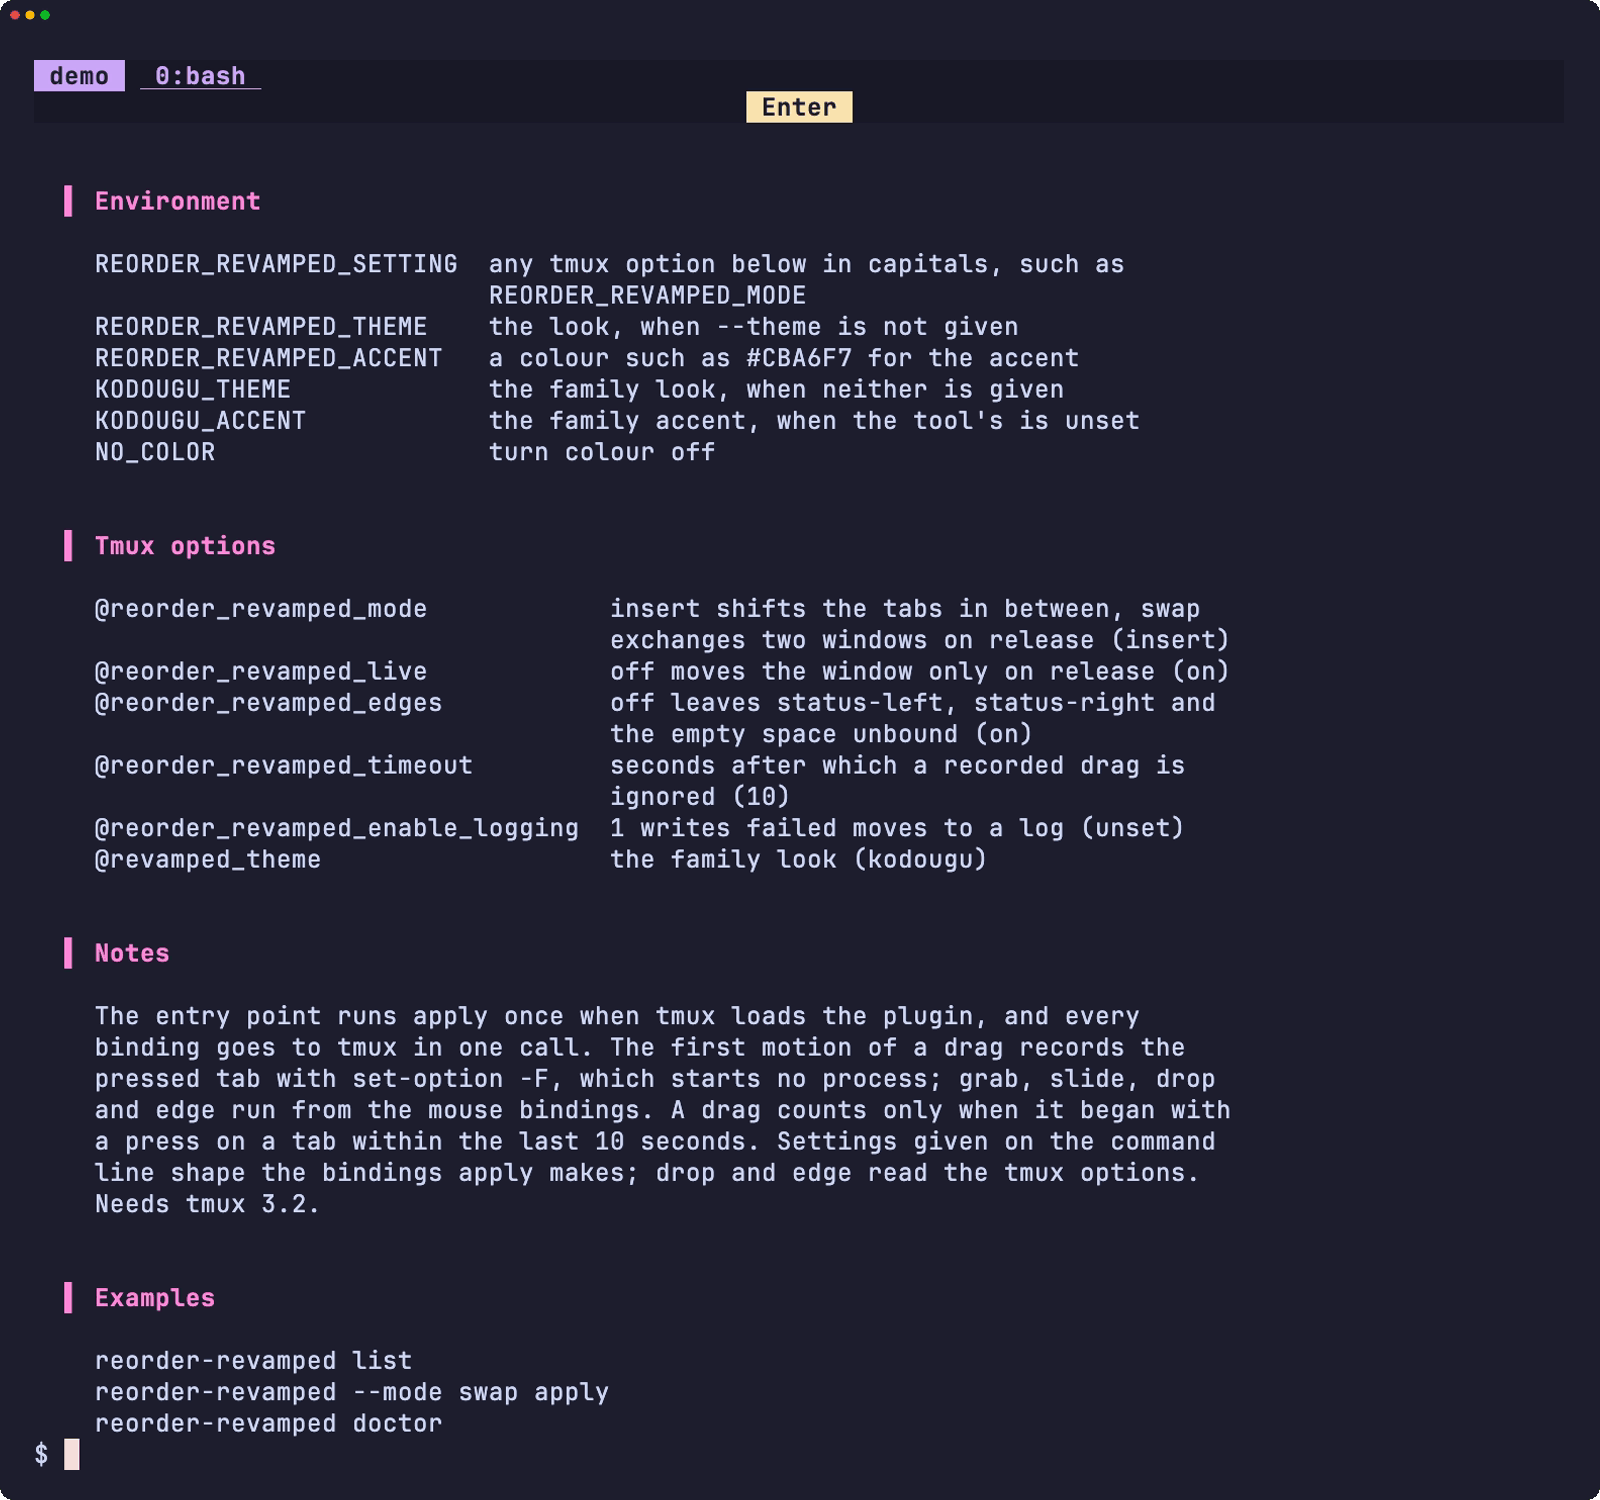 demo 0:bash
Enter
Environment
REORDER_REVAMPED_SETTING any tmux option below in capitals, such as
REORDER_REVAMPED_MODE
REORDER_REVAMPED_THEME the look, when --theme is not given
REORDER_REVAMPED_ACCENT a colour such as #CBA6F7 for the accent
KODOUGU_THEME the family look, when neither is given
KODOUGU_ACCENT the family accent, when the tool's is unset
NO_COLOR turn colour off
Tmux options
@reorder_revamped_mode insert shifts the tabs in between, swap
exchanges two windows on release (insert)
@reorder_revamped_live off moves the window only on release (on)
@reorder_revamped_edges off leaves status-left, status-right and
the empty space unbound (on)
@reorder_revamped_timeout seconds after which a recorded drag is
ignored (10)
@reorder_revamped_enable_logging 1 writes failed moves to a log (unset)
@revamped_theme the family look (kodougu)
Notes
The entry point runs apply once when tmux loads the plugin, and every
binding goes to tmux in one call. The first motion of a drag records the
pressed tab with set-option -F, which starts no process; grab, slide, drop
and edge run from the mouse bindings. A drag counts only when it began with
a press on a tab within the last 10 seconds. Settings given on the command
line shape the bindings apply makes; drop and edge read the tmux options.
Needs tmux 3.2.
Examples
reorder-revamped list
reorder-revamped --mode swap apply
reorder-revamped doctor
$